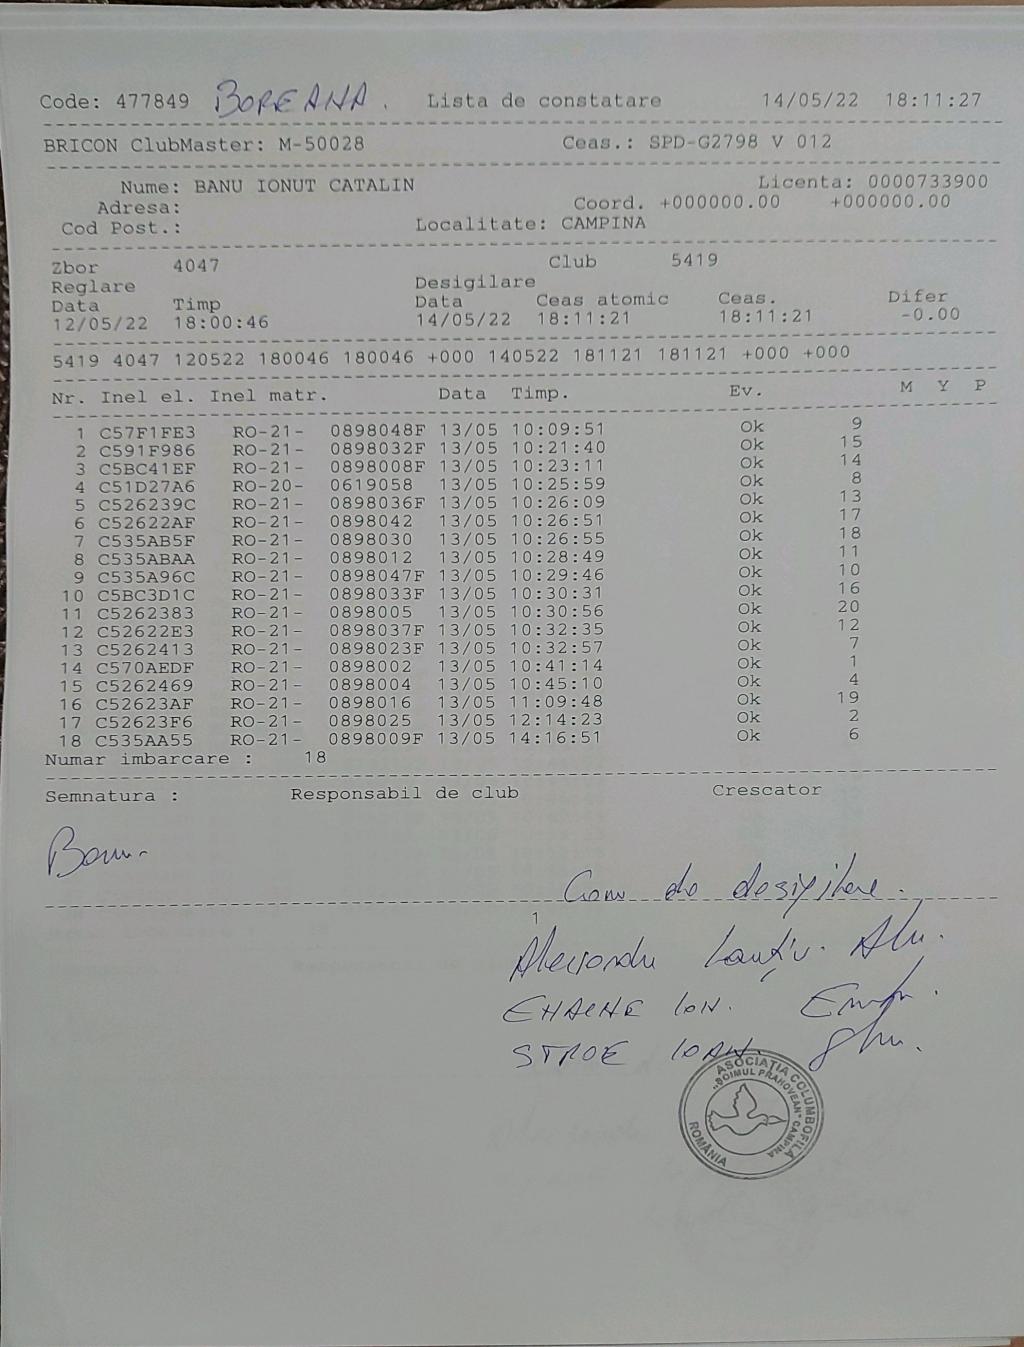 Code: 477849 BOREANA. Lista de constatare 14/05/22 18:11:27
BRICON ClubMaster: M-50028 Ceas.: SPD-G2798 V 012
Nume: BANU IONUT CATALIN Licenta: 0000733900
Adresa: Coord. +000000.00 +000000.00
Cod Post.: Localitate: CAMPINA
Zbor 4047 Club 5419
Reglare Desigilare
Data Timp Data Ceas atomic Ceas. Difer
12/05/22 18:00:46 14/05/22 18:11:21 18:11:21 -0.00
5419 4047 120522 180046 180046 +000 140522 181121 181121 +000 +000
Nr. Inel el. Inel matr. Data Timp. Ev. M Y P
1 C57F1FE3 RO-21- 0898048F 13/05 10:09:51 Ok 9
2 C591F986 RO-21- 0898032F 13/05 10:21:40 Ok 15
3 C5BC41EF RO-21- 0898008F 13/05 10:23:11 Ok 14
4 C51D27A6 RO-20- 0619058 13/05 10:25:59 Ok 8
5 C526239C RO-21- 0898036F 13/05 10:26:09 Ok 13
6 C52622AF RO-21- 0898042 13/05 10:26:51 Ok 17
7 C535AB5F RO-21- 0898030 13/05 10:26:55 Ok 18
8 C535ABAA RO-21- 0898012 13/05 10:28:49 Ok 11
9 C535A96C RO-21- 0898047F 13/05 10:29:46 Ok 10
10 C5BC3D1C RO-21- 0898033F 13/05 10:30:31 Ok 16
11 C5262383 RO-21- 0898005 13/05 10:30:56 Ok 20
12 C52622E3 RO-21- 0898037F 13/05 10:32:35 Ok 12
13 C5262413 RO-21- 0898023F 13/05 10:32:57 Ok 7
14 C570AEDF RO-21- 0898002 13/05 10:41:14 Ok 1
15 C5262469 RO-21- 0898004 13/05 10:45:10 Ok 4
16 C52623AF RO-21- 0898016 13/05 11:09:48 Ok 19
17 C52623F6 RO-21- 0898025 13/05 12:14:23 Ok 2
18 C535AA55 RO-21- 0898009F 13/05 14:16:51 Ok 6
Numar imbarcare : 18
Semnatura : Responsabil de club Crescator
Com de desigilare.
1
STROE IOAN.
ASOCIAȚIA COLUMBOFILĂ
„ȘOIMUL PRAHOVEAN" CAMPINA
ROMÂNIA